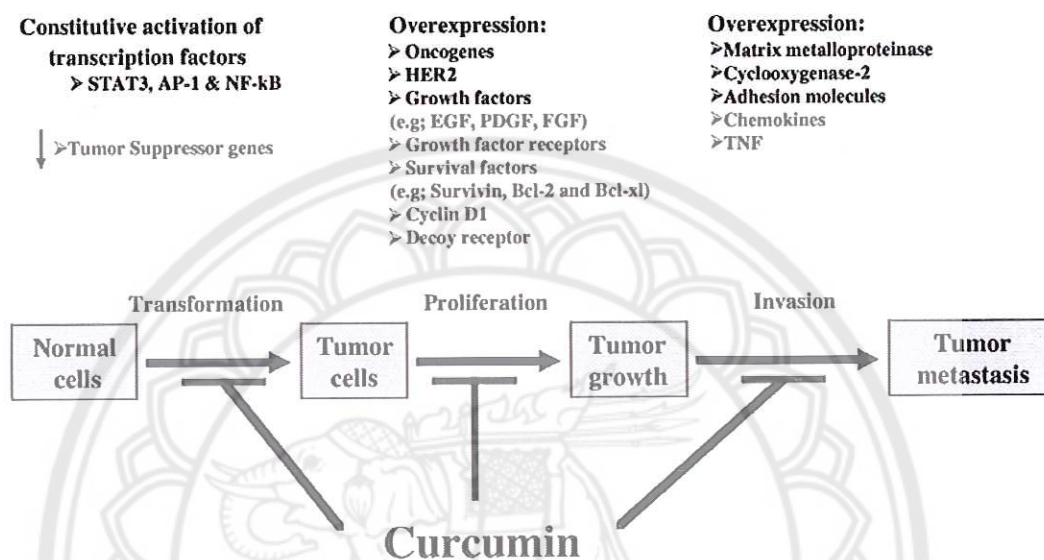 Constitutive activation of
transcription factors
➢ STAT3, AP-1 & NF-kB
➢Tumor Suppressor genes
Overexpression:
➢ Oncogenes
➢ HER2
➢ Growth factors
(e.g; EGF, PDGF, FGF)
➢ Growth factor receptors
➢ Survival factors
(e.g; Survivin, Bcl-2 and Bcl-xl)
➢ Cyclin D1
➢ Decoy receptor
Overexpression:
➢Matrix metalloproteinase
➢Cyclooxygenase-2
➢Adhesion molecules
➢Chemokines
➢TNF
Transformation
Proliferation
Invasion
Normal
cells
Tumor
cells
Tumor
growth
Tumor
metastasis
Curcumin